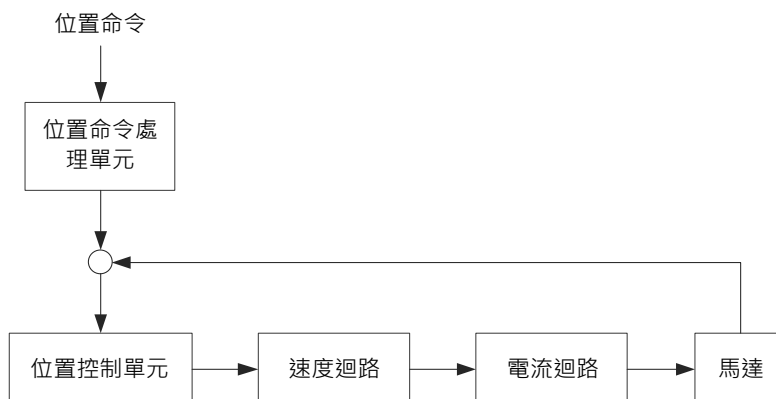 位置命令
位置命令處
理單元
位置控制單元
速度迴路
電流迴路
馬達